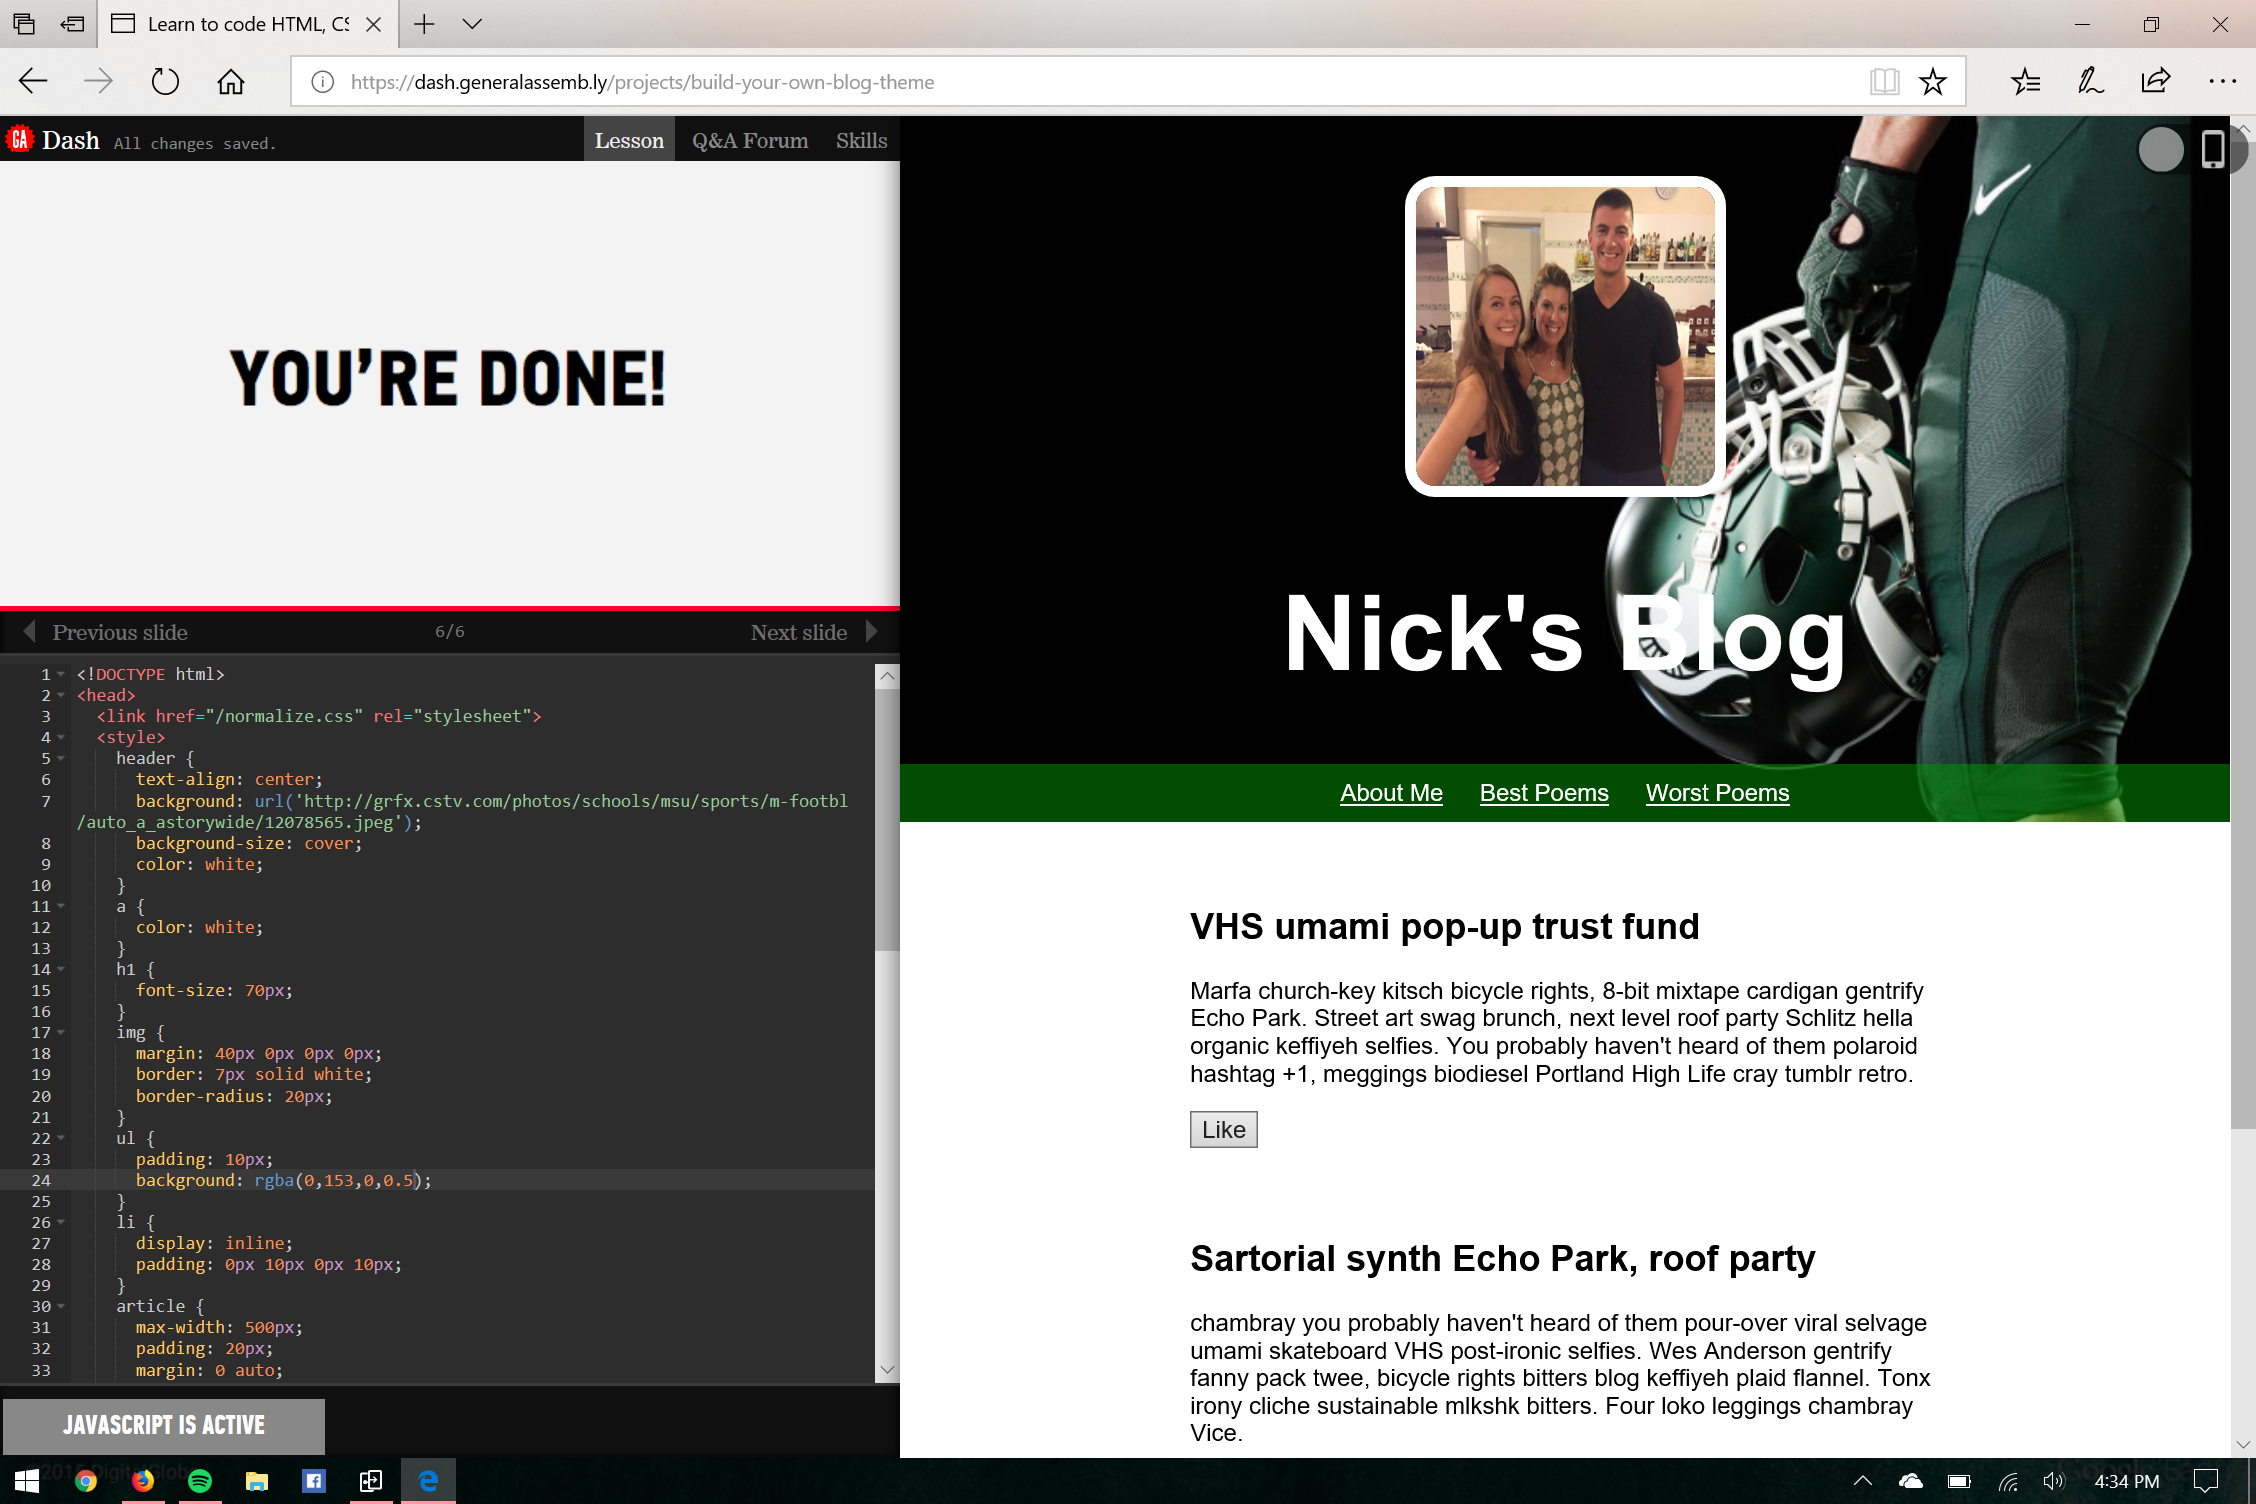 Learn to code HTML, CS
https://dash.generalassemb.ly/projects/build-your-own-blog-theme
GA Dash All changes saved. Lesson Q&A Forum Skills
YOU'RE DONE!
Previous slide 6/6 Next slide
1 <!DOCTYPE html>
2 <head>
3 <link href="/normalize.css" rel="stylesheet">
4 <style>
5 header {
6 text-align: center;
7 background: url('http://grfx.cstv.com/photos/schools/msu/sports/m-footbl
/auto_a_astorywide/12078565.jpeg');
8 background-size: cover;
9 color: white;
10 }
11 a {
12 color: white;
13 }
14 h1 {
15 font-size: 70px;
16 }
17 img {
18 margin: 40px 0px 0px 0px;
19 border: 7px solid white;
20 border-radius: 20px;
21 }
22 ul {
23 padding: 10px;
24 background: rgba(0,153,0,0.5);
25 }
26 li {
27 display: inline;
28 padding: 0px 10px 0px 10px;
29 }
30 article {
31 max-width: 500px;
32 padding: 20px;
33 margin: 0 auto;
JAVASCRIPT IS ACTIVE
Nick's Blog
About Me Best Poems Worst Poems
VHS umami pop-up trust fund
Marfa church-key kitsch bicycle rights, 8-bit mixtape cardigan gentrify
Echo Park. Street art swag brunch, next level roof party Schlitz hella
organic keffiyeh selfies. You probably haven't heard of them polaroid
hashtag +1, meggings biodiesel Portland High Life cray tumblr retro.
Like
Sartorial synth Echo Park, roof party
chambray you probably haven't heard of them pour-over viral selvage
umami skateboard VHS post-ironic selfies. Wes Anderson gentrify
fanny pack twee, bicycle rights bitters blog keffiyeh plaid flannel. Tonx
irony cliche sustainable mlkshk bitters. Four loko leggings chambray
Vice.
©2015 DigitalGlobe
4:34 PM